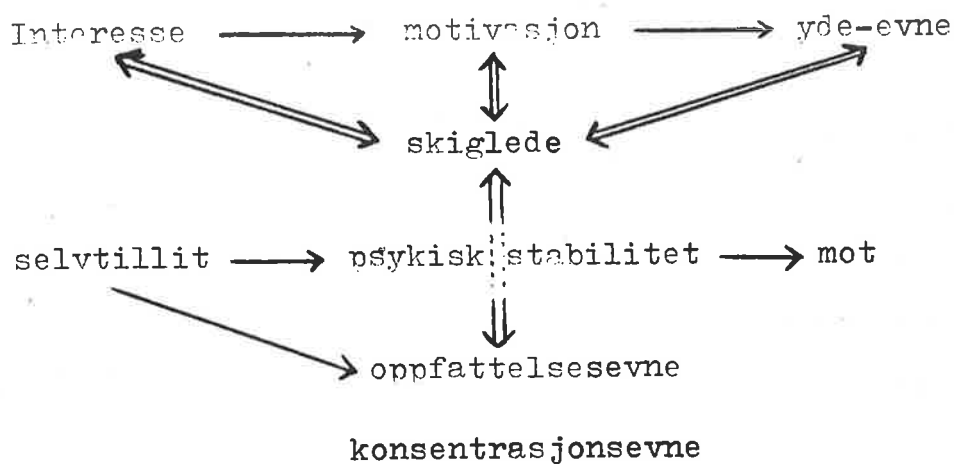 Interesse motivasjon yde-evne
skiglede
selvtillit psykisk stabilitet mot
oppfattelsesevne
konsentrasjonsevne